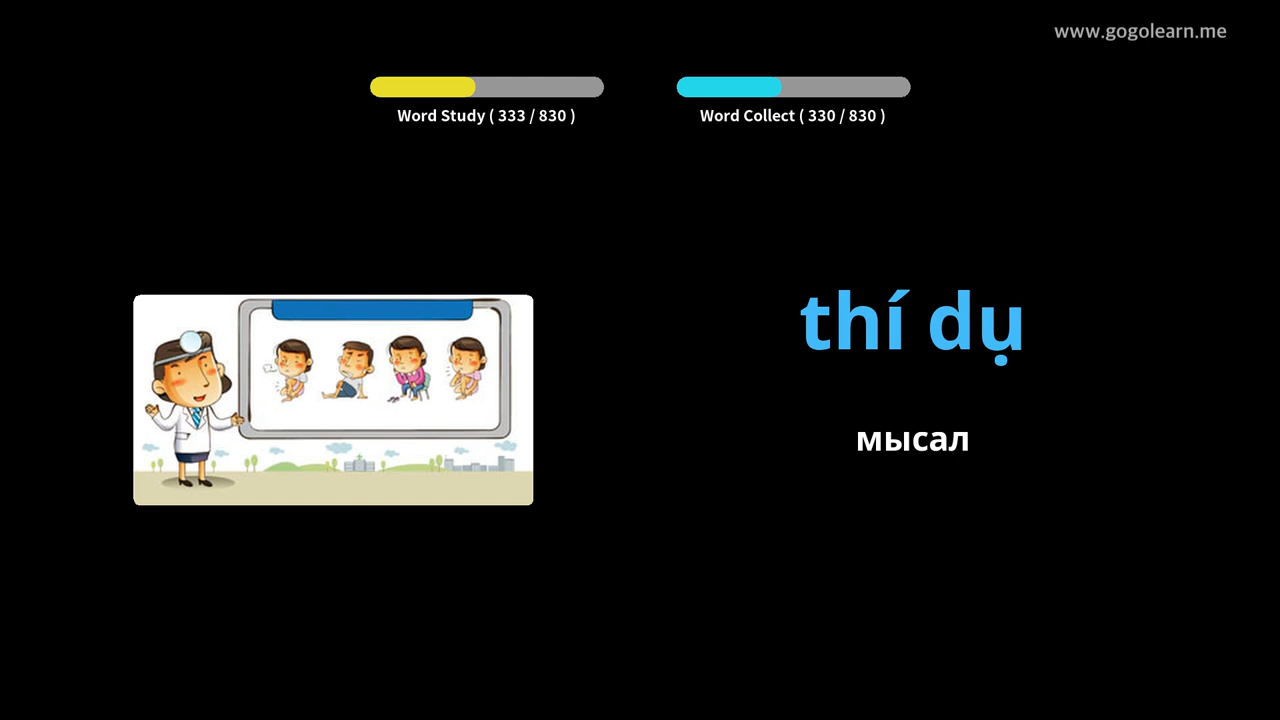 www.gogolearn.me
Word Study ( 333 / 830 )
Word Collect ( 330 / 830 )
thí dụ
мысал